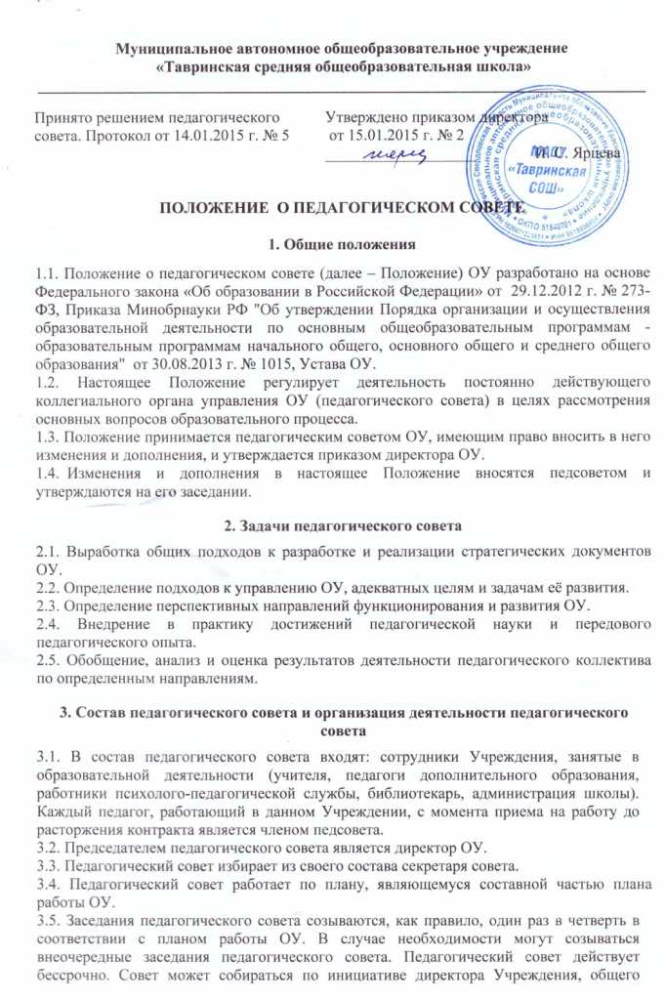 Муниципальное автономное общеобразовательное учреждение
«Тавринская средняя общеобразовательная школа»
Принято решением педагогического
совета. Протокол от 14.01.2015 г. № 5
Утверждено приказом директора
от 15.01.2015 г. № 2
И. С. Ярцева
МАОУ
«Тавринская
СОШ»
ПОЛОЖЕНИЕ О ПЕДАГОГИЧЕСКОМ СОВЕТЕ
1. Общие положения
1.1. Положение о педагогическом совете (далее – Положение) ОУ разработано на основе
Федерального закона «Об образовании в Российской Федерации» от 29.12.2012 г. № 273-
ФЗ, Приказа Минобрнауки РФ "Об утверждении Порядка организации и осуществления
образовательной деятельности по основным общеобразовательным программам -
образовательным программам начального общего, основного общего и среднего общего
образования" от 30.08.2013 г. № 1015, Устава ОУ.
1.2. Настоящее Положение регулирует деятельность постоянно действующего
коллегиального органа управления ОУ (педагогического совета) в целях рассмотрения
основных вопросов образовательного процесса.
1.3. Положение принимается педагогическим советом ОУ, имеющим право вносить в него
изменения и дополнения, и утверждается приказом директора ОУ.
1.4. Изменения и дополнения в настоящее Положение вносятся педсоветом и
утверждаются на его заседании.
2. Задачи педагогического совета
2.1. Выработка общих подходов к разработке и реализации стратегических документов
ОУ.
2.2. Определение подходов к управлению ОУ, адекватных целям и задачам её развития.
2.3. Определение перспективных направлений функционирования и развития ОУ.
2.4. Внедрение в практику достижений педагогической науки и передового
педагогического опыта.
2.5. Обобщение, анализ и оценка результатов деятельности педагогического коллектива
по определенным направлениям.
3. Состав педагогического совета и организация деятельности педагогического
совета
3.1. В состав педагогического совета входят: сотрудники Учреждения, занятые в
образовательной деятельности (учителя, педагоги дополнительного образования,
работники психолого-педагогической службы, библиотекарь, администрация школы).
Каждый педагог, работающий в данном Учреждении, с момента приема на работу до
расторжения контракта является членом педсовета.
3.2. Председателем педагогического совета является директор ОУ.
3.3. Педагогический совет избирает из своего состава секретаря совета.
3.4. Педагогический совет работает по плану, являющемуся составной частью плана
работы ОУ.
3.5. Заседания педагогического совета созываются, как правило, один раз в четверть в
соответствии с планом работы ОУ. В случае необходимости могут созываться
внеочередные заседания педагогического совета. Педагогический совет действует
бессрочно. Совет может собираться по инициативе директора Учреждения, общего